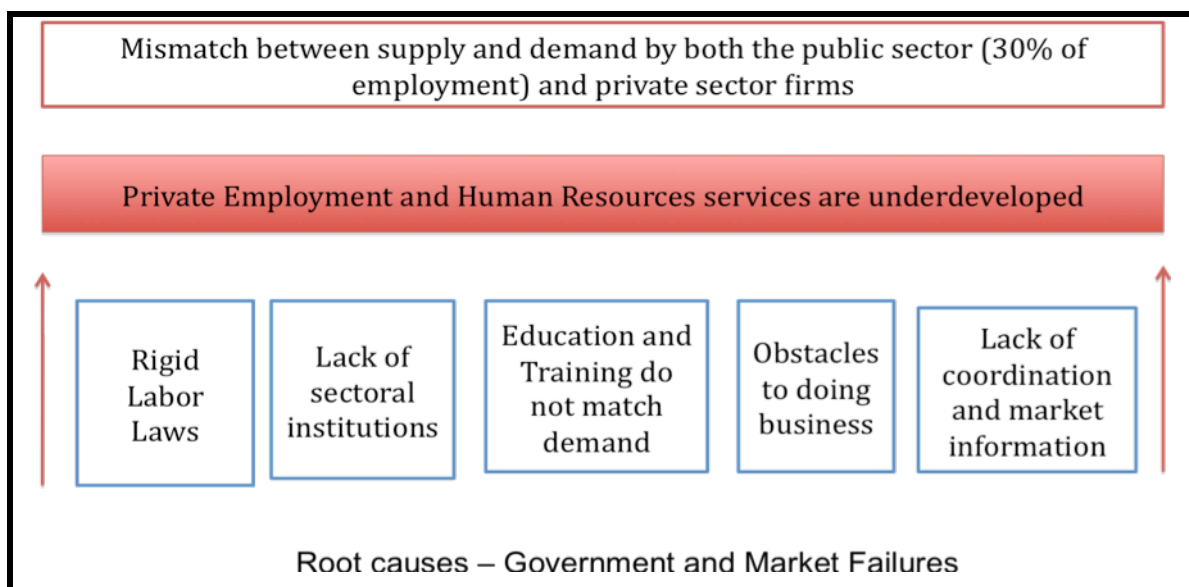 Mismatch between supply and demand by both the public sector (30% of
employment) and private sector firms
Private Employment and Human Resources services are underdeveloped
Rigid
Labor
Laws
Lack of
sectoral
institutions
Education and
Training do
not match
demand
Obstacles
to doing
business
Lack of
coordination
and market
information
Root causes – Government and Market Failures